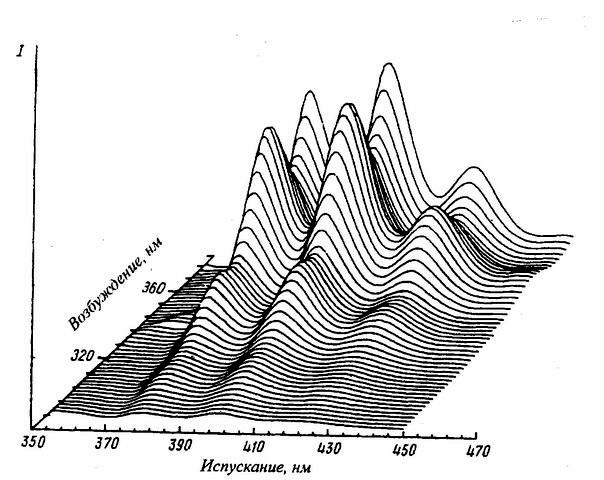 I
Возбуждение, нм
360
320
350 370 390 410 430 450 470
Испускание, нм